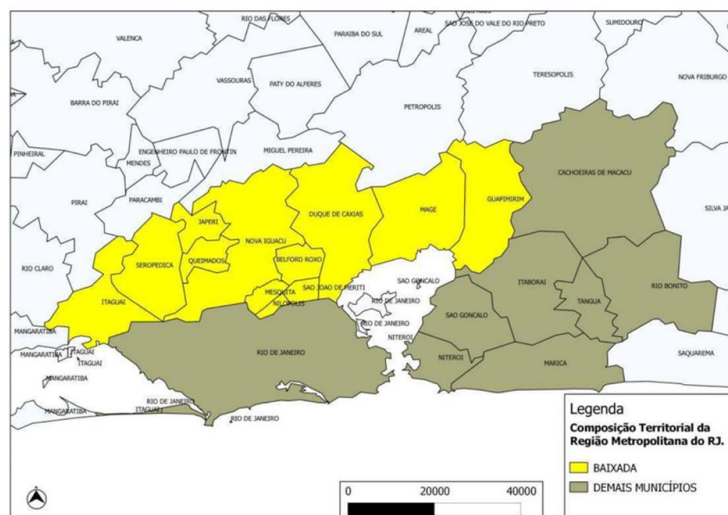 RIO DAS FLORES
SAO JOSE DO VALE DO RIO PRETO
SUMIDOURO
VALENCA
PARAIBA DO SUL
AREAL
VASSOURAS
TERESOPOLIS
NOVA FRIBURGO
PATY DO ALFERES
BARRA DO PIRAI
PETROPOLIS
ENGENHEIRO PAULO DE FRONTIN
MIGUEL PEREIRA
PINHEIRAL
MENDES
CACHOEIRAS DE MACACU
PIRAI
PARACAMBI
GUAPIMIRIM
SILVA JA
JAPERI
DUQUE DE CAXIAS
MAGE
NOVA IGUACU
RIO CLARO
SEROPEDICA
QUEIMADOS
BELFORD ROXO
SAO GONCALO
ITABORAI
RIO BONITO
SAO JOAO DE MERITI
MESQUITA
ITAGUAI
NILOPOLIS
RIO DE JANEIRO
TANGUA
SAO GONCALO
RIO DE JANEIRO
MANGARATIBA
NITEROI
MANGARATIBA
ITAGUAI
RIO DE JANEIRO
SAQUAREMA
NITEROI
ITAGUAI
MARICA
MANGARATIBA
RIO DE JANEIRO
MANGARATIBA
ITAGUAI
RIO DE JANEIRO
Legenda
Composição Territorial da
Região Metropolitana do RJ.
BAIXADA
DEMAIS MUNICÍPIOS
0 20000 40000